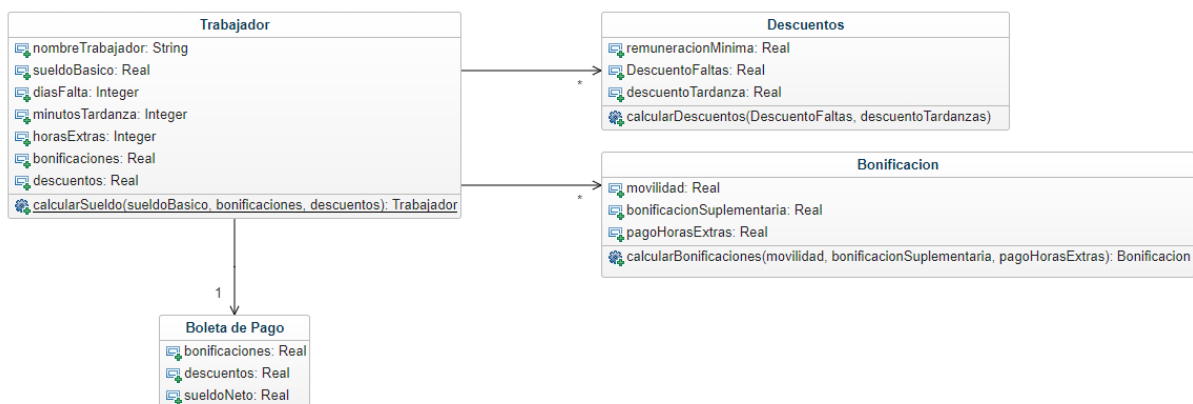 Trabajador
nombreTrabajador: String
sueldoBasico: Real
diasFalta: Integer
minutosTardanza: Integer
horasExtras: Integer
bonificaciones: Real
descuentos: Real
calcularSueldo(sueldoBasico, bonificaciones, descuentos): Trabajador
*
*
1
Descuentos
remuneracionMinima: Real
DescuentoFaltas: Real
descuentoTardanza: Real
calcularDescuentos(DescuentoFaltas, descuentoTardanzas)
Bonificacion
movilidad: Real
bonificacionSuplementaria: Real
pagoHorasExtras: Real
calcularBonificaciones(movilidad, bonificacionSuplementaria, pagoHorasExtras): Bonificacion
Boleta de Pago
bonificaciones: Real
descuentos: Real
sueldoNeto: Real